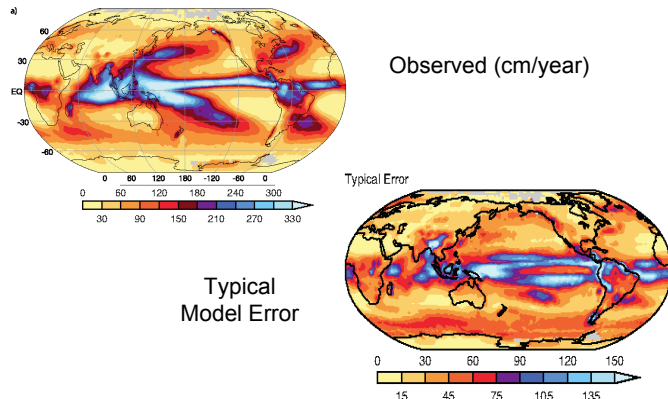 a)
60
30
EQ
-30
-60
0 60 120 180 -120 -60 0
0 60 120 180 240 300
30 90 150 210 270 330
Observed (cm/year)
Typical Error
Typical
Model Error
0 30 60 90 120 150
15 45 75 105 135